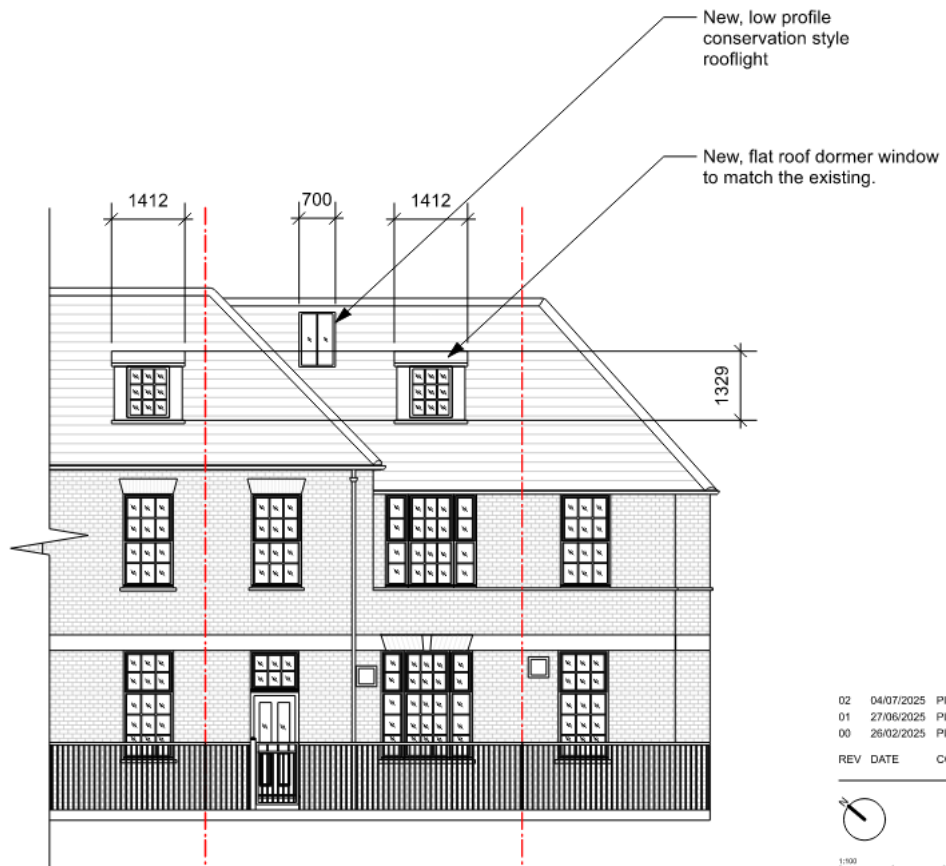 New, low profile
conservation style
rooflight
New, flat roof dormer window
to match the existing.
1412
700
1412
1329
02 04/07/2025
01 27/06/2025
00 26/02/2025
REV DATE
N
1:100